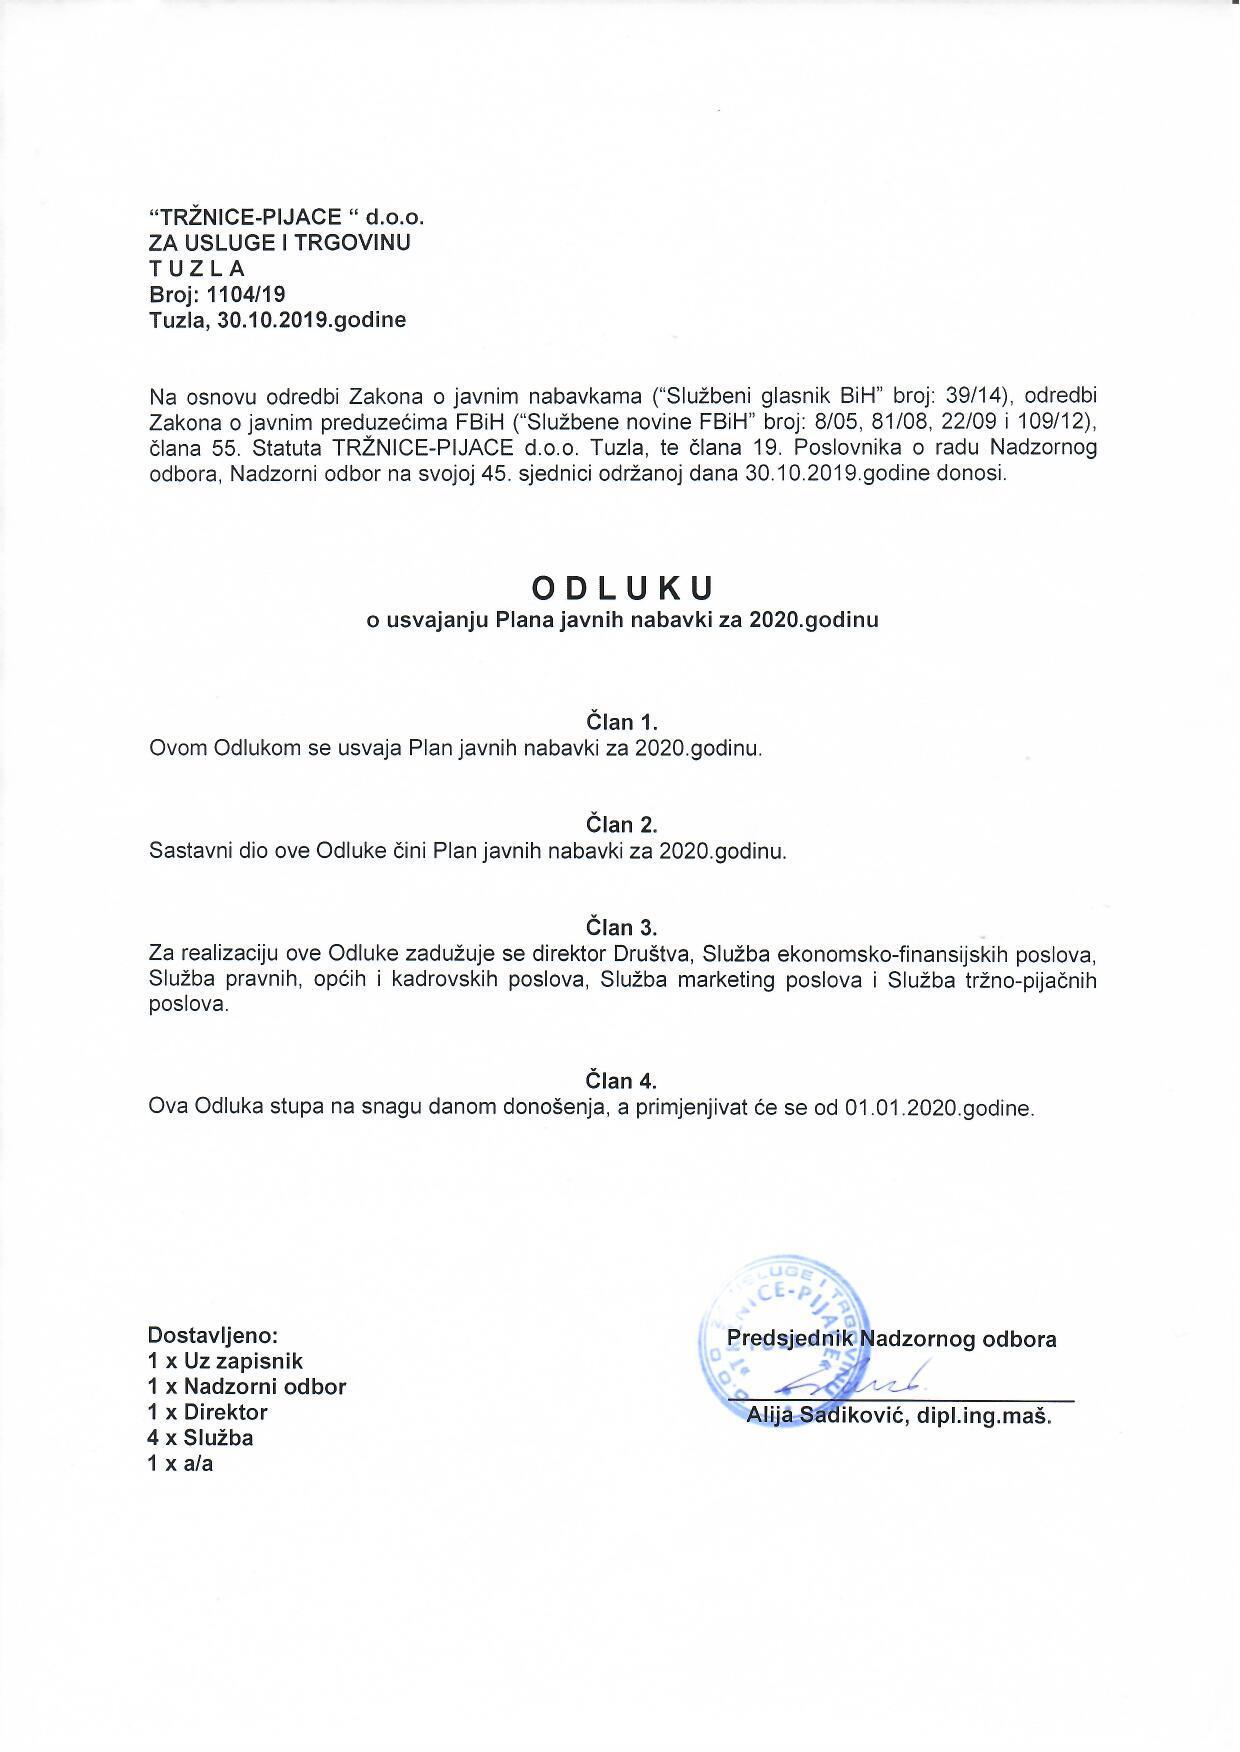 “TRŽNICE-PIJACE “ d.o.o.
ZA USLUGE I TRGOVINU
T U Z L A
Broj: 1104/19
Tuzla, 30.10.2019.godine
Na osnovu odredbi Zakona o javnim nabavkama (“Službeni glasnik BiH” broj: 39/14), odredbi
Zakona o javnim preduzećima FBiH (“Službene novine FBiH” broj: 8/05, 81/08, 22/09 i 109/12),
člana 55. Statuta TRŽNICE-PIJACE d.o.o. Tuzla, te člana 19. Poslovnika o radu Nadzornog
odbora, Nadzorni odbor na svojoj 45. sjednici održanoj dana 30.10.2019.godine donosi.
O D L U K U
o usvajanju Plana javnih nabavki za 2020.godinu
Član 1.
Ovom Odlukom se usvaja Plan javnih nabavki za 2020.godinu.
Član 2.
Sastavni dio ove Odluke čini Plan javnih nabavki za 2020.godinu.
Član 3.
Za realizaciju ove Odluke zadužuje se direktor Društva, Služba ekonomsko-finansijskih poslova,
Služba pravnih, općih i kadrovskih poslova, Služba marketing poslova i Služba tržno-pijačnih
poslova.
Član 4.
Ova Odluka stupa na snagu danom donošenja, a primjenjivat će se od 01.01.2020.godine.
Dostavljeno:
1 x Uz zapisnik
1 x Nadzorni odbor
1 x Direktor
4 x Služba
1 x a/a
Predsjednik Nadzornog odbora
Alija Sadiković, dipl.ing.maš.
I TRGOVINU